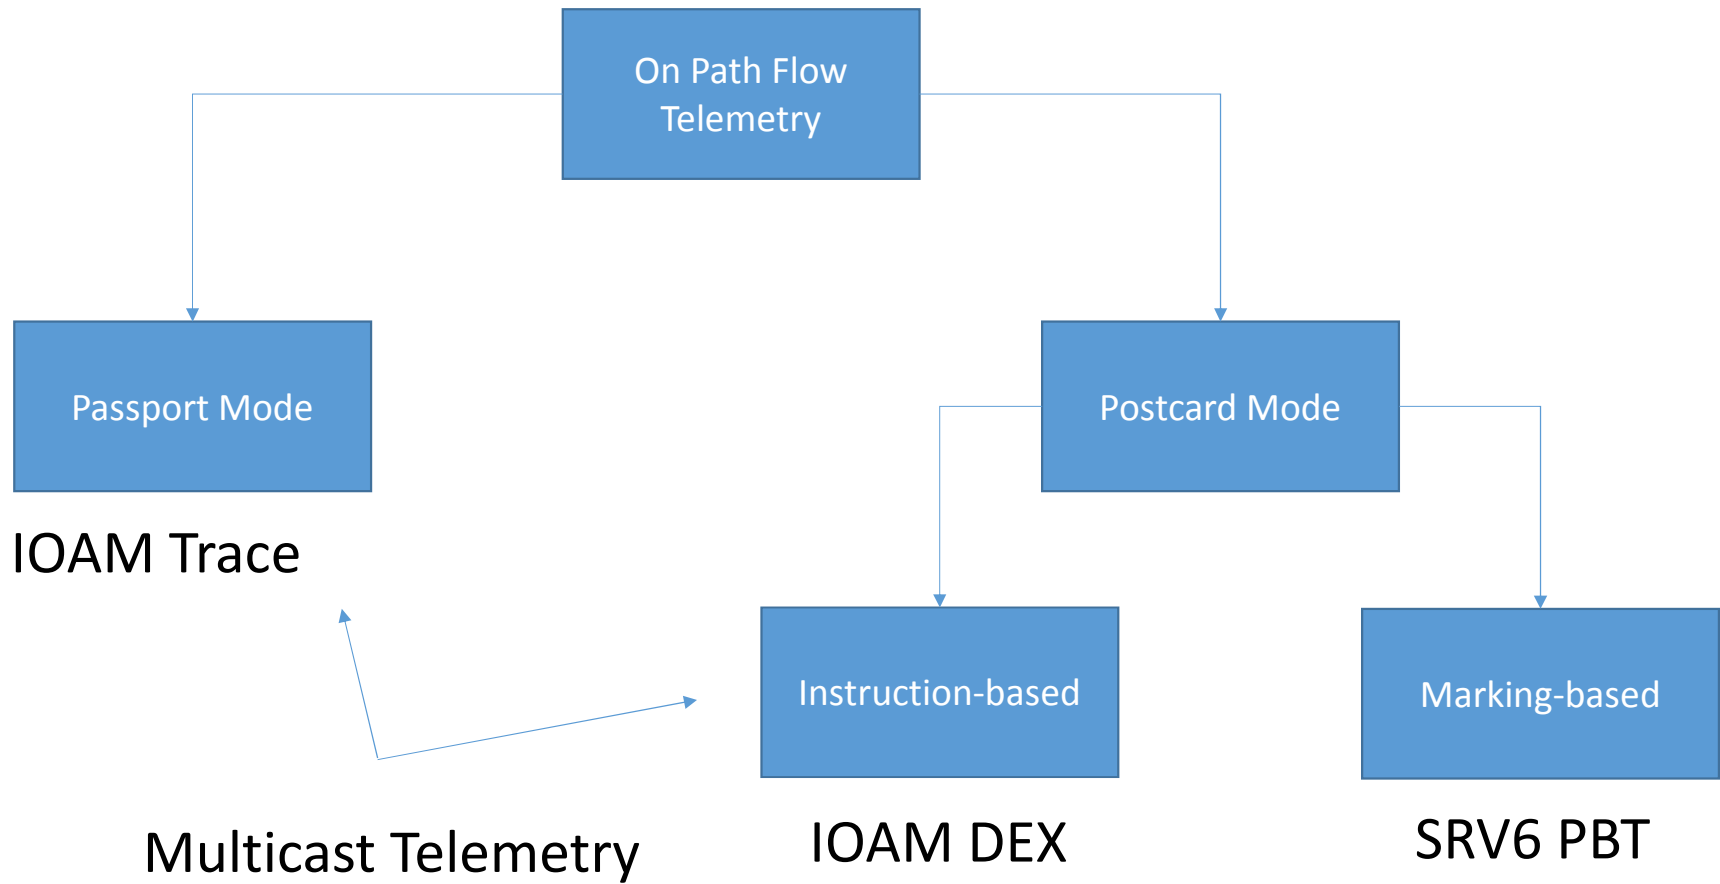 On Path Flow
Telemetry
Passport Mode
Postcard Mode
IOAM Trace
Instruction-based
Marking-based
Multicast Telemetry
IOAM DEX
SRV6 PBT